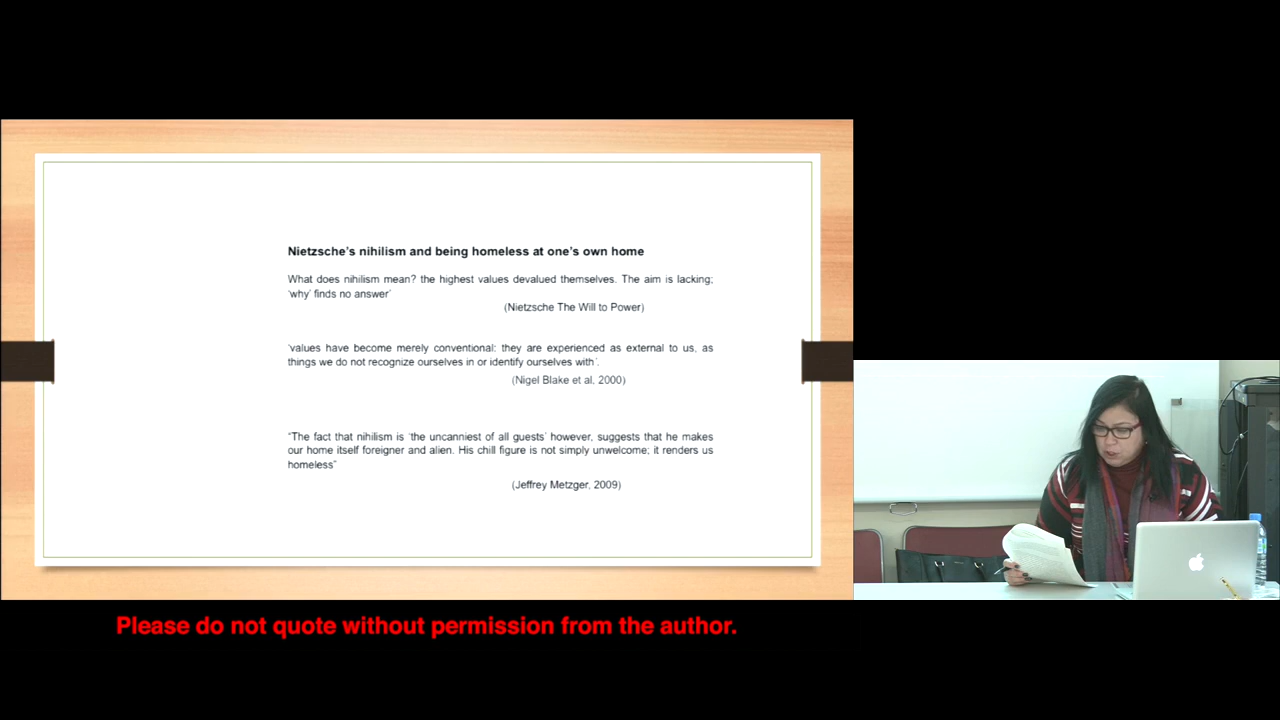 Nietzsche's nihilism and being homeless at one's own home
What does nihilism mean? the highest values devalued themselves. The aim is lacking;
'why' finds no answer'
(Nietzsche The Will to Power)
'values have become merely conventional: they are experienced as external to us, as
things we do not recognize ourselves in or identify ourselves with'.
(Nigel Blake et al. 2000)
"The fact that nihilism is 'the uncanniest of all guests' however, suggests that he makes
our home itself foreigner and alien. His chill figure is not simply unwelcome; it renders us
homeless"
(Jeffrey Metzger, 2009)
Please do not quote without permission from the author.